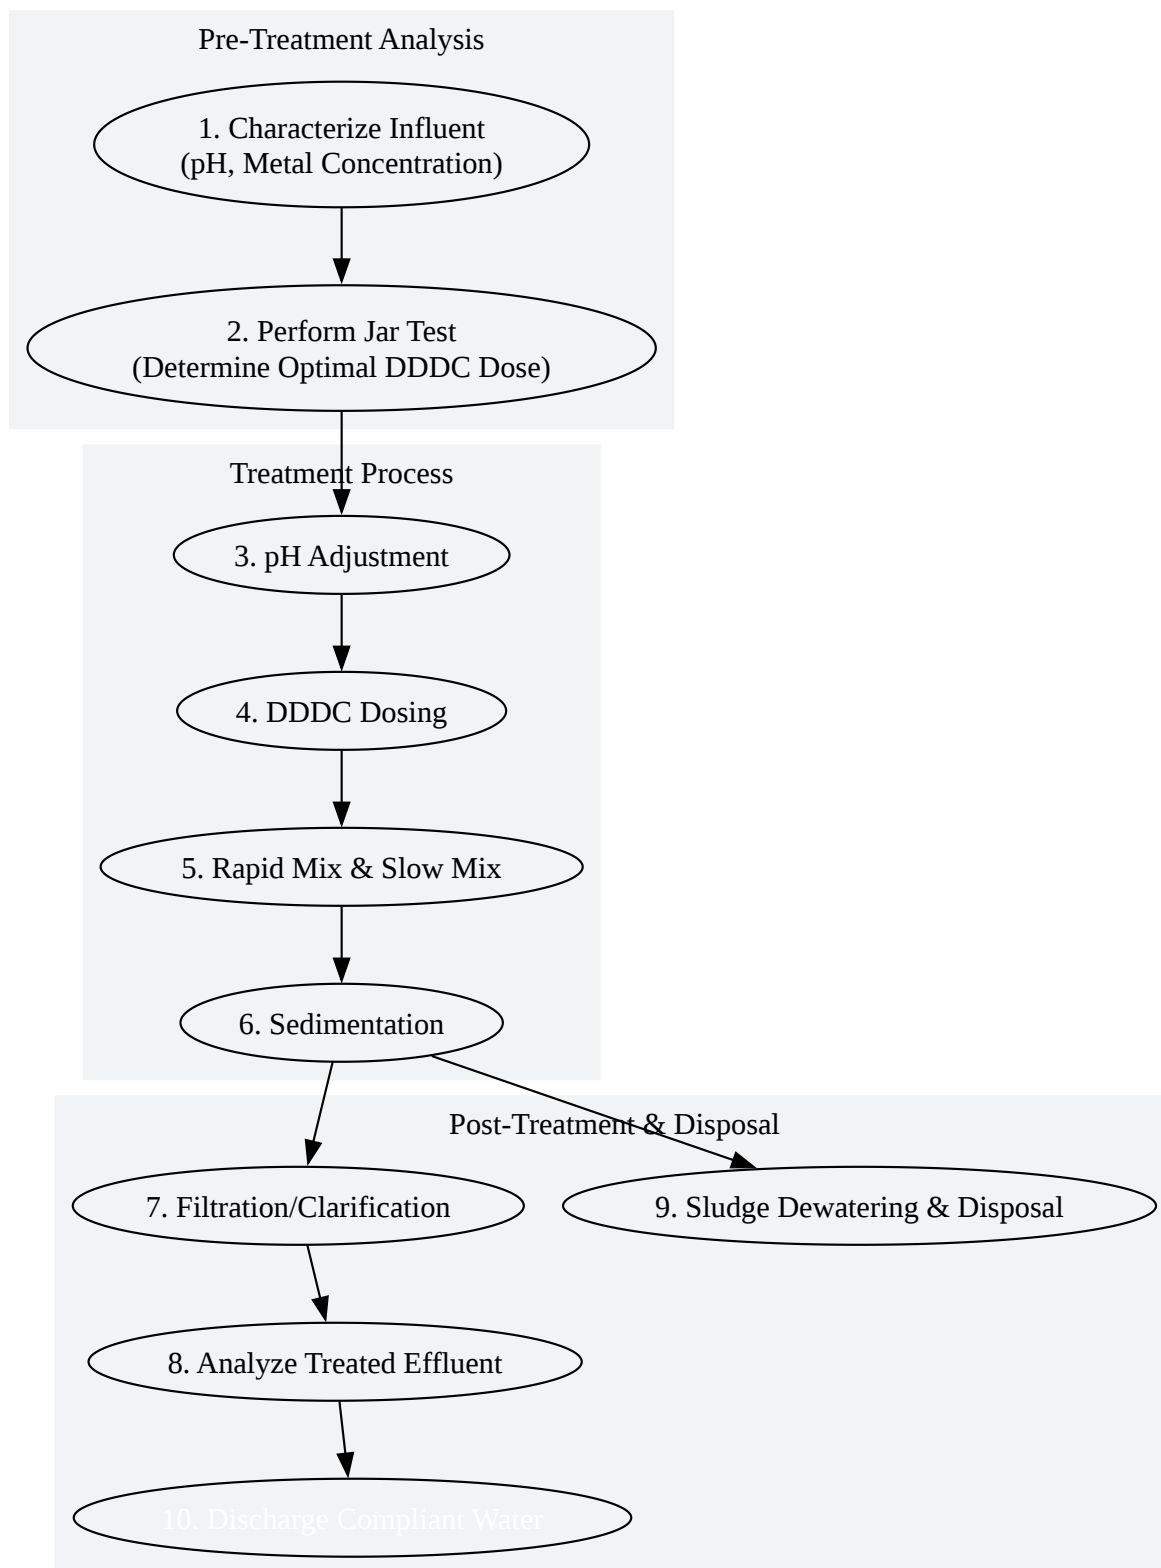 Pre-Treatment Analysis
1. Characterize Influent
(pH, Metal Concentration)
2. Perform Jar Test
(Determine Optimal DDDC Dose)
Treatment Process
3. pH Adjustment
4. DDDC Dosing
5. Rapid Mix & Slow Mix
6. Sedimentation
Post-Treatment & Disposal
7. Filtration/Clarification
9. Sludge Dewatering & Disposal
8. Analyze Treated Effluent
10. Discharge Compliant Water